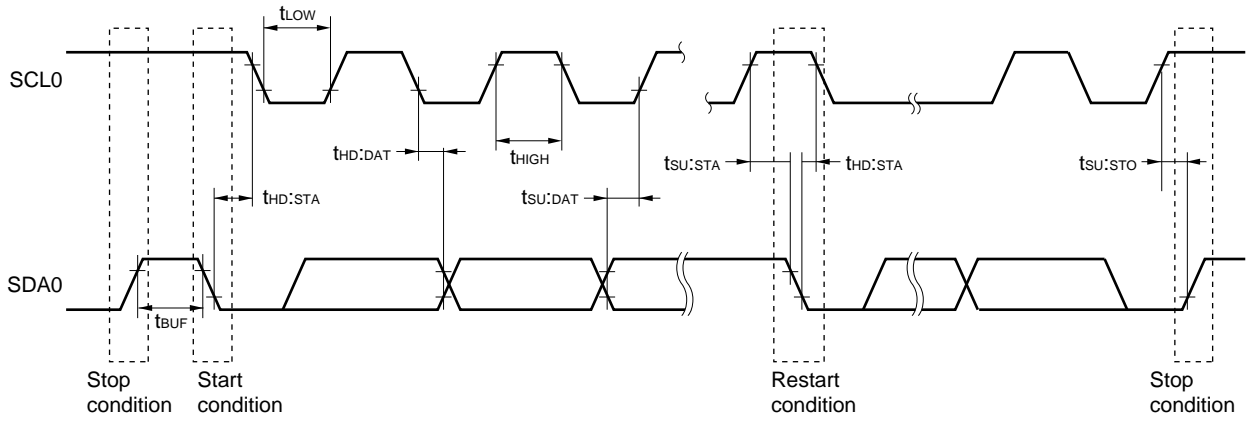 tLOW
SCL0
tHD:DAT
tHIGH
tSU:STA
tHD:STA
tSU:STO
tHD:STA
tSU:DAT
SDA0
tBUF
Stop
condition
Start
condition
Restart
condition
Stop
condition